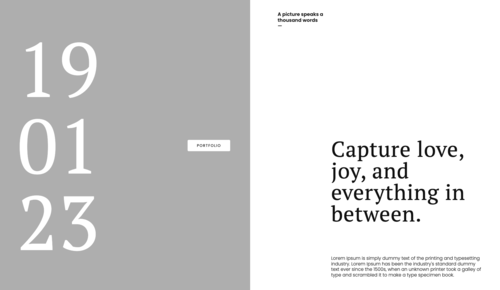 19
01
23
PORTFOLIO
A picture speaks a
thousand words
—
Capture love,
joy, and
everything in
between.
Lorem Ipsum is simply dummy text of the printing and typesetting
industry. Lorem Ipsum has been the industry's standard dummy
text ever since the 1500s, when an unknown printer took a galley of
type and scrambled it to make a type specimen book.